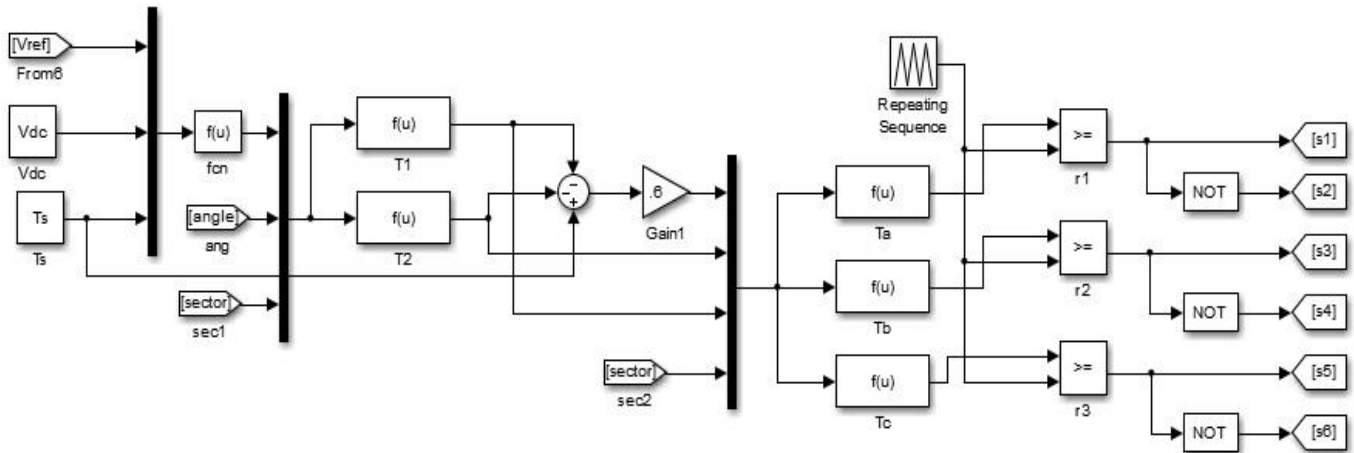 [Vref]
From6
Vdc
Vdc
Ts
Ts
f(u)
fcn
[angle]
ang
[sector]
sec1
f(u)
T1
f(u)
T2
.6
Gain1
[sector]
sec2
Repeating
Sequence
f(u)
Ta
f(u)
Tb
f(u)
Tc
>=
r1
>=
r2
>=
r3
NOT
NOT
NOT
[s1]
[s2]
[s3]
[s4]
[s5]
[s6]